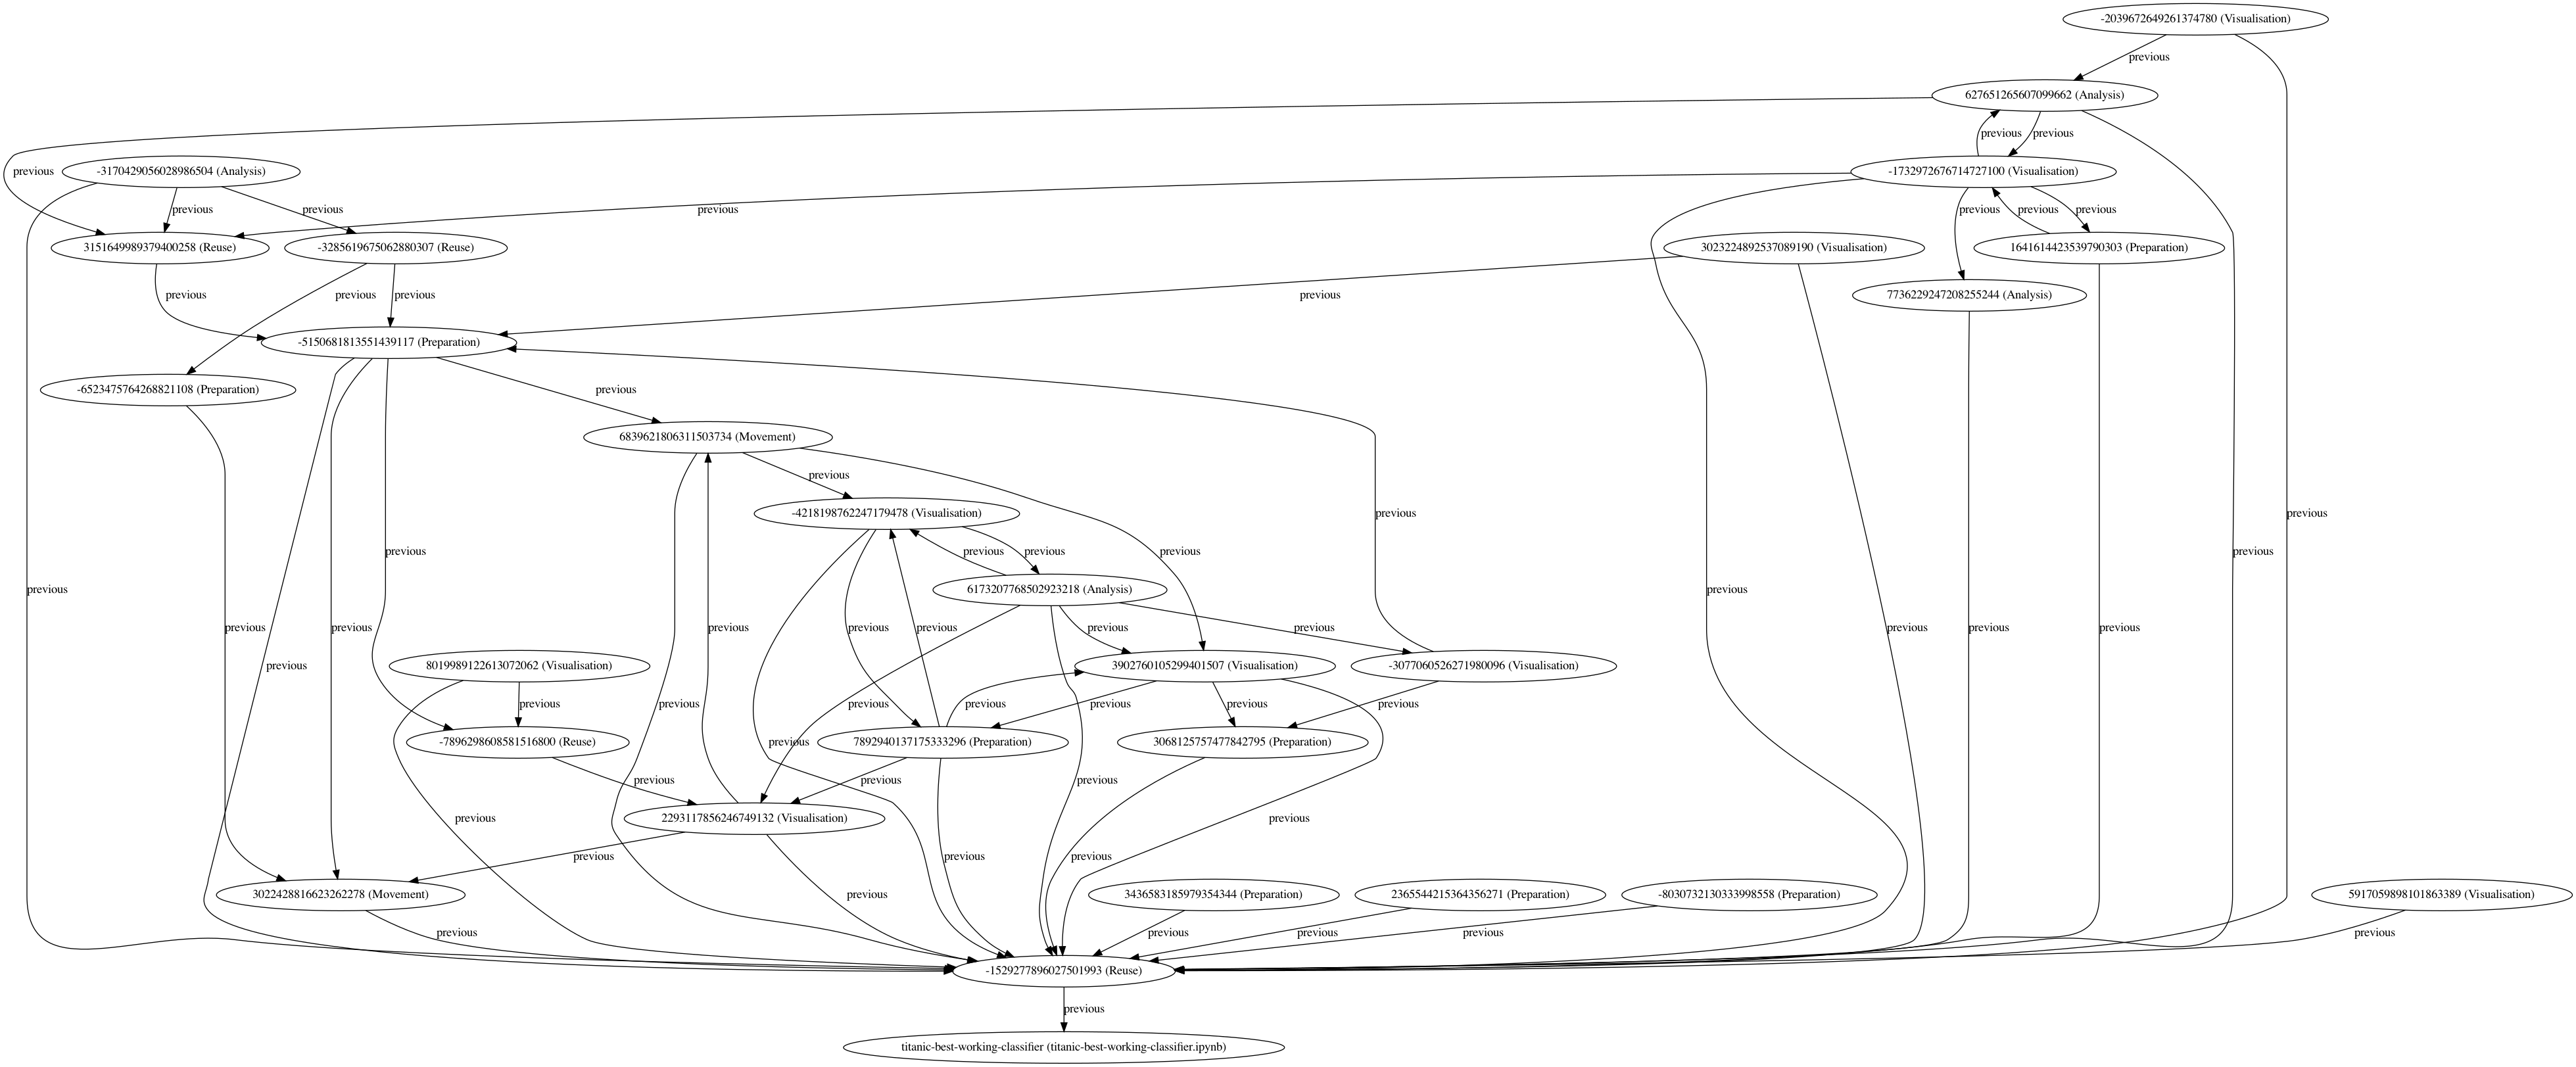 -2039672649261374780 (Visualisation)
previous
627651265607099662 (Analysis)
previous
previous
previous
-3170429056028986504 (Analysis)
-1732972676714727100 (Visualisation)
previous
previous
previous
previous
previous
previous
3151649989379400258 (Reuse)
-3285619675062880307 (Reuse)
3023224892537089190 (Visualisation)
1641614423539790303 (Preparation)
previous
previous
previous
previous
7736229247208255244 (Analysis)
-5150681813551439117 (Preparation)
-6523475764268821108 (Preparation)
previous
6839621806311503734 (Movement)
previous
-4218198762247179478 (Visualisation)
previous
previous
previous
previous
previous
previous
previous
previous
6173207768502923218 (Analysis)
previous
previous
previous
previous
previous
previous
previous
previous
previous
previous
previous
8019989122613072062 (Visualisation)
previous
3902760105299401507 (Visualisation)
-3077060526271980096 (Visualisation)
previous
previous
previous
previous
previous
previous
-7896298608581516800 (Reuse)
previous
7892940137175333296 (Preparation)
3068125757477842795 (Preparation)
previous
previous
previous
previous
2293117856246749132 (Visualisation)
previous
previous
previous
previous
3022428816623262278 (Movement)
previous
3436583185979354344 (Preparation)
2365544215364356271 (Preparation)
-8030732130333998558 (Preparation)
5917059898101863389 (Visualisation)
previous
previous
previous
previous
previous
-1529277896027501993 (Reuse)
previous
titanic-best-working-classifier (titanic-best-working-classifier.ipynb)